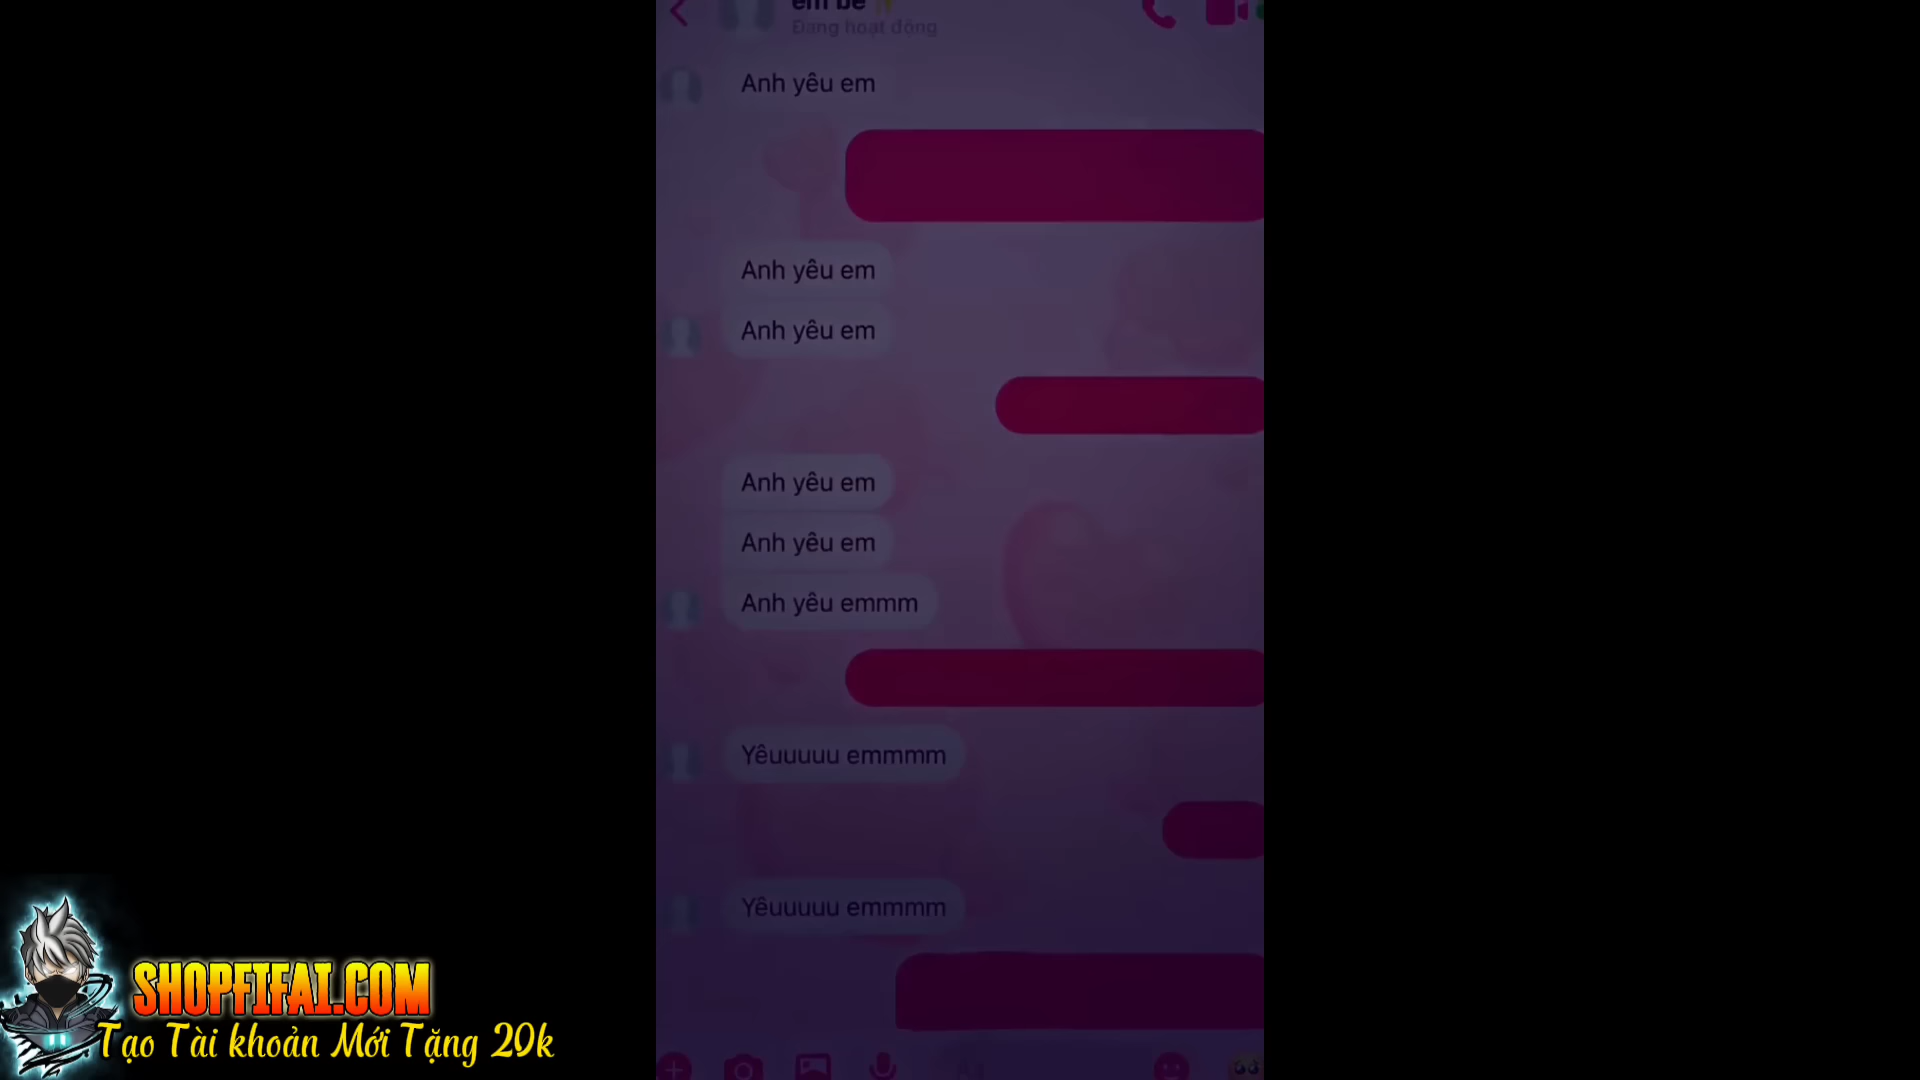 em bé
Đang hoạt động
Anh yêu em
Anh yêu em
Anh yêu em
Anh yêu em
Anh yêu em
Anh yêu emmm
Yêuuuuu emmmm
Yêuuuuu emmmm
SHOPFIFAI.COM
Tạo Tài khoản Mới Tặng 20k